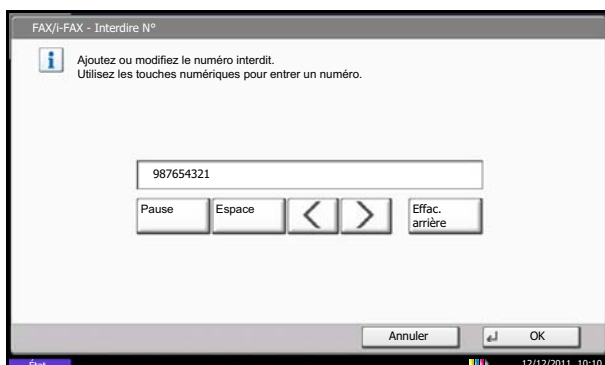 FAX/i-FAX - Interdire N°
Ajoutez ou modifiez le numéro interdit.
Utilisez les touches numériques pour entrer un numéro.
987654321
Pause
Espace
Effac.
arrière
Annuler
OK
État
12/12/2011 10:10